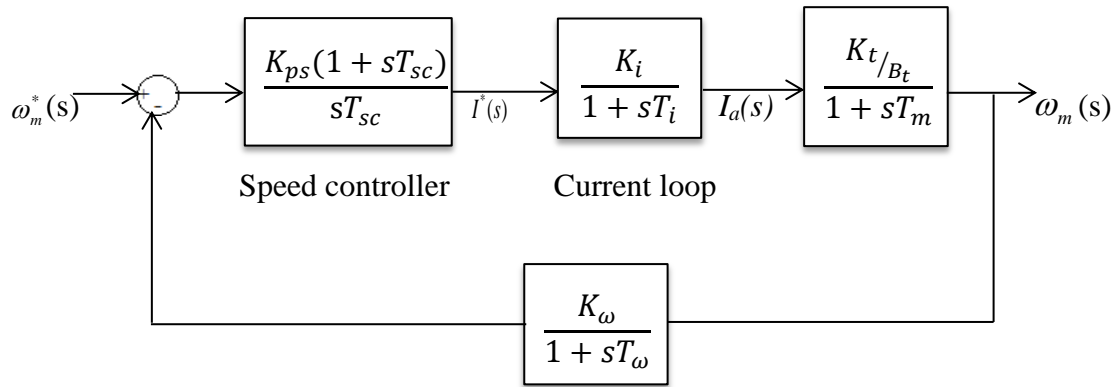 ω*m(s)
+
-
Kps(1 + sTsc)
sTsc
I*(s)
Speed controller
Ki
1 + sTi
Current loop
Ia(s)
Kt/Bt
1 + sTm
ωm(s)
Kω
1 + sTω